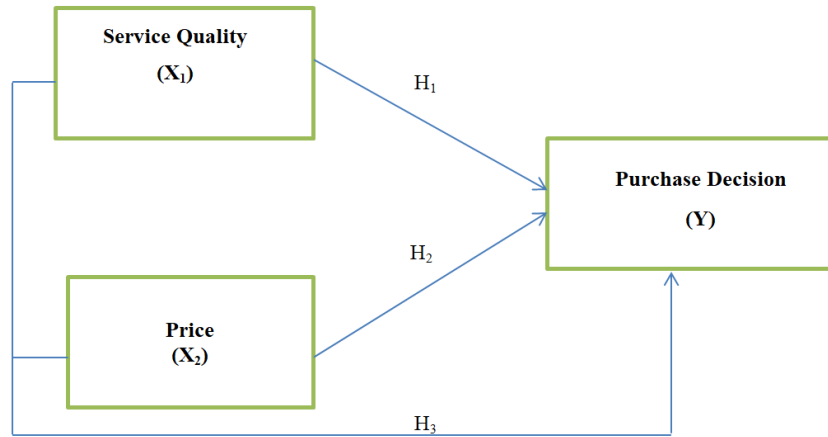 Service Quality
(X₁)
H₁
Purchase Decision
(Y)
H₂
Price
(X₂)
H₃